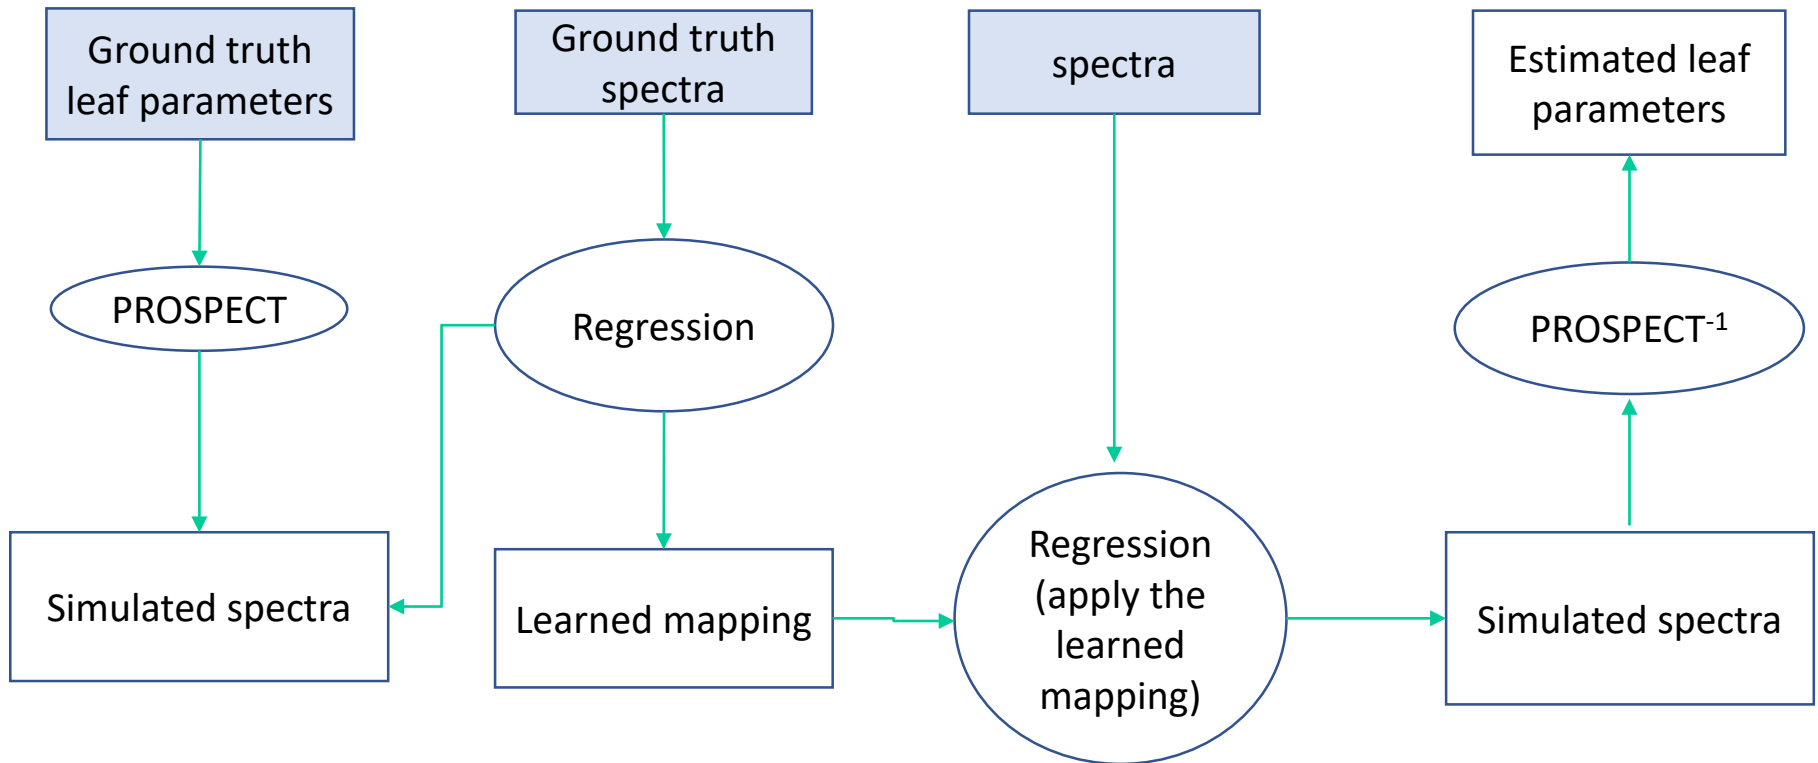 Ground truth
leaf parameters
Ground truth
spectra
spectra
Estimated leaf
parameters
PROSPECT
Regression
PROSPECT⁻¹
Simulated spectra
Learned mapping
Regression
(apply the
learned
mapping)
Simulated spectra